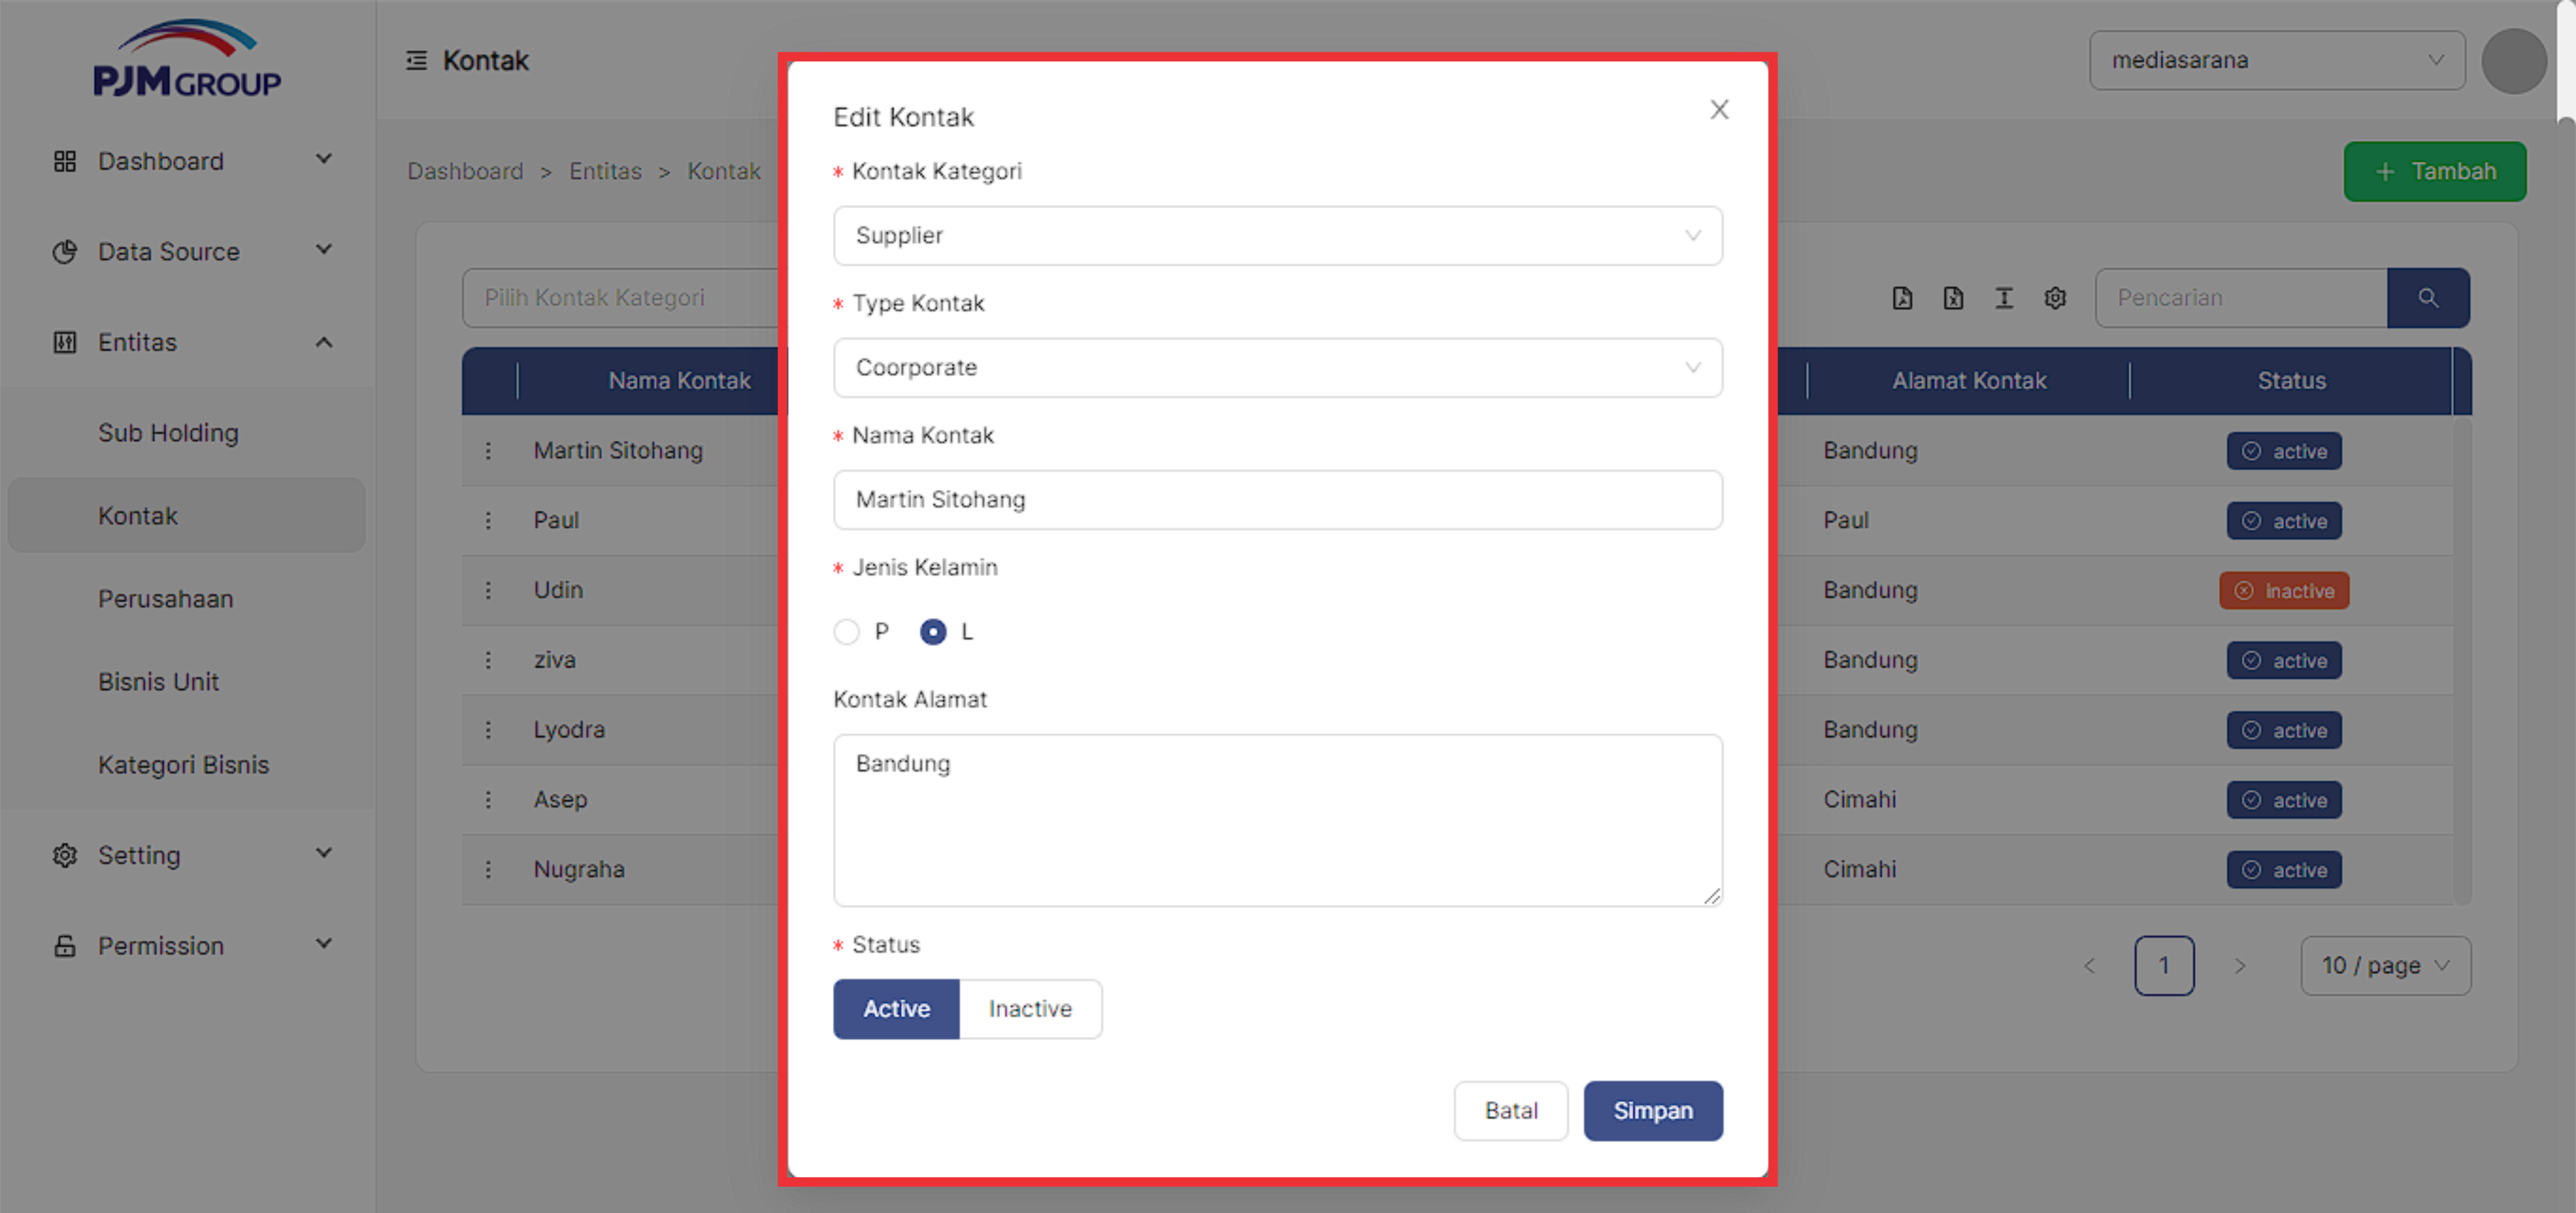 PJM GROUP
Kontak
mediasarana
Dashboard
Data Source
Entitas
Sub Holding
Kontak
Perusahaan
Bisnis Unit
Kategori Bisnis
Setting
Permission
Dashboard > Entitas > Kontak
+ Tambah
Pilih Kontak Kategori
Pencarian
Nama Kontak
Alamat Kontak
Status
Martin Sitohang
Bandung
active
Paul
Paul
active
Udin
Bandung
inactive
ziva
Bandung
active
Lyodra
Bandung
active
Asep
Cimahi
active
Nugraha
Cimahi
active
< 1 >
10 / page
Edit Kontak
* Kontak Kategori
Supplier
* Type Kontak
Coorporate
* Nama Kontak
Martin Sitohang
* Jenis Kelamin
P L
Kontak Alamat
Bandung
* Status
Active Inactive
Batal Simpan